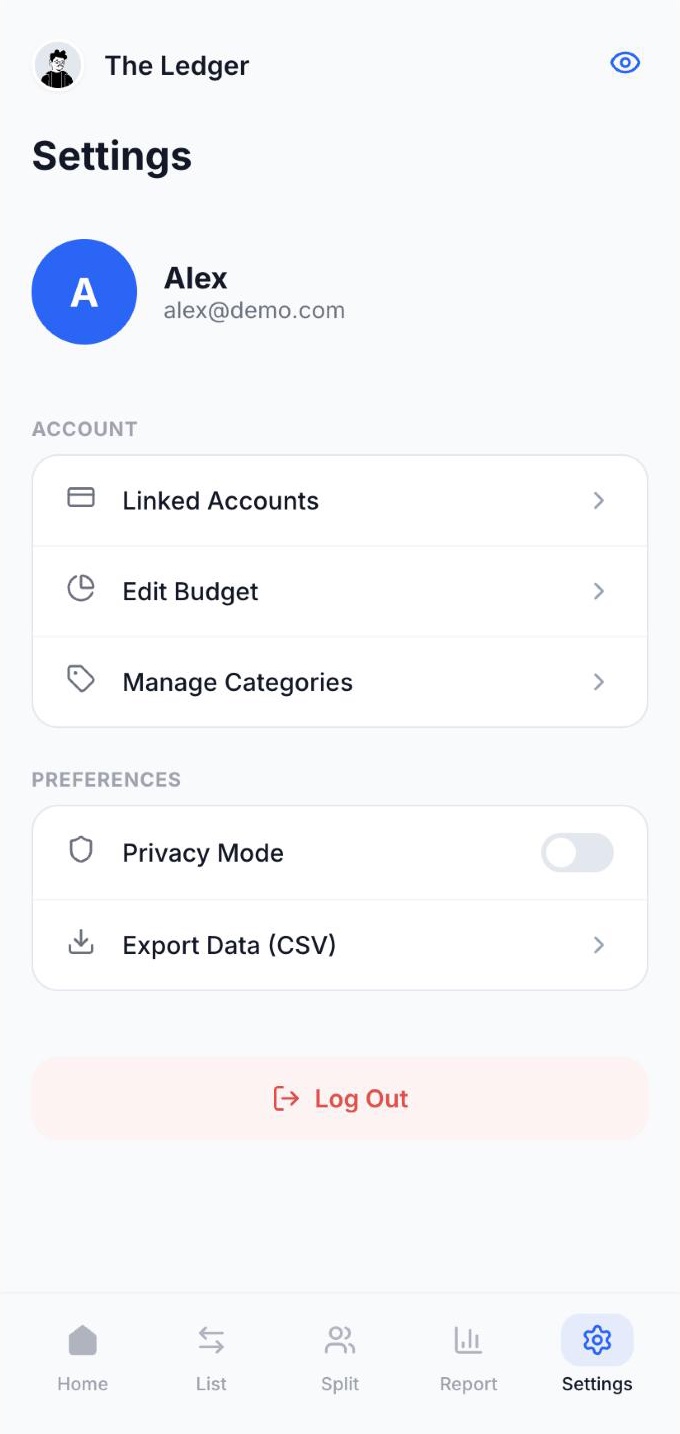 The Ledger
Settings
A
Alex
alex@demo.com
ACCOUNT
Linked Accounts
Edit Budget
Manage Categories
PREFERENCES
Privacy Mode
Export Data (CSV)
Log Out
Home
List
Split
Report
Settings